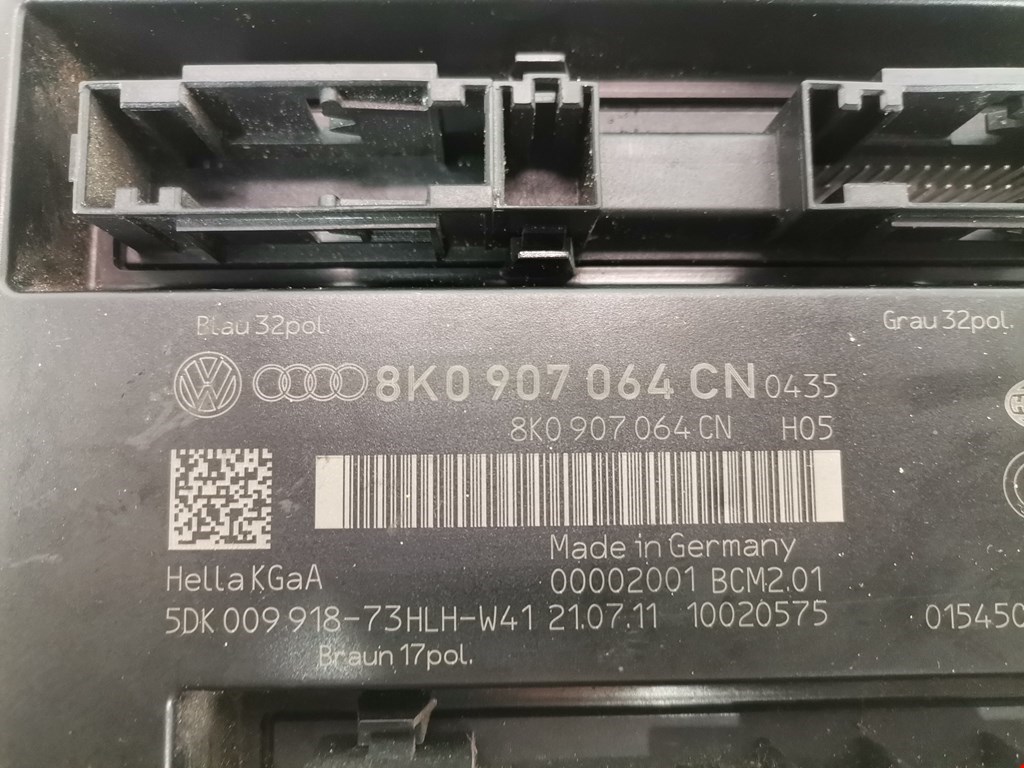 Blau 32pol.
Grau 32pol.
8K0 907 064 CN 0435
8K0 907 064 CN H05
Made in Germany
Hella KGaA
00002001 BCM2.01
5DK 009 918-73HLH-W41 21.07.11 10020575
015450
Braun 17pol.